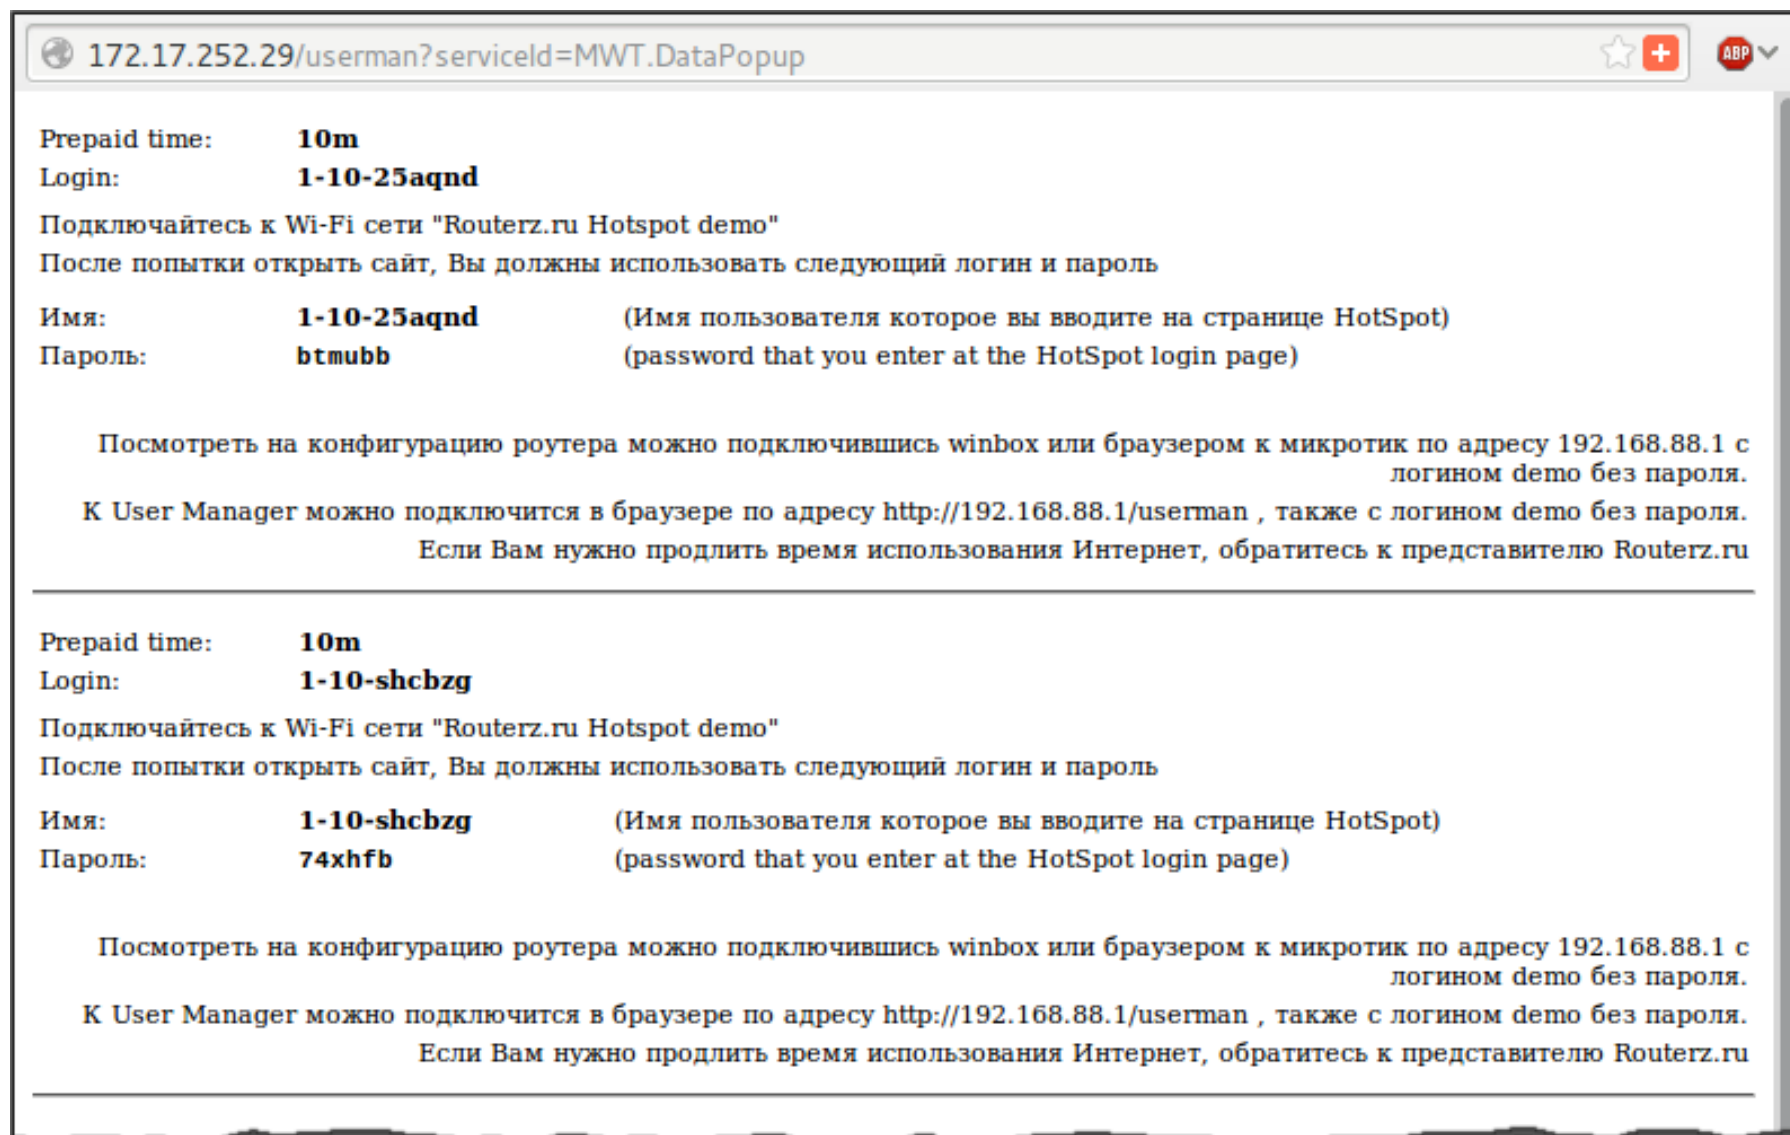 172.17.252.29/userman?serviceId=MWT.DataPopup
ABP
Prepaid time: 10m
Login: 1-10-25aqnd
Подключайтесь к Wi-Fi сети "Routerz.ru Hotspot demo"
После попытки открыть сайт, Вы должны использовать следующий логин и пароль
Имя: 1-10-25aqnd (Имя пользователя которое вы вводите на странице HotSpot)
Пароль: btmubb (password that you enter at the HotSpot login page)
Посмотреть на конфигурацию роутера можно подключившись winbox или браузером к микротик по адресу 192.168.88.1 с
логином demo без пароля.
К User Manager можно подключится в браузере по адресу http://192.168.88.1/userman , также с логином demo без пароля.
Если Вам нужно продлить время использования Интернет, обратитесь к представителю Routerz.ru
Prepaid time: 10m
Login: 1-10-shcbzg
Подключайтесь к Wi-Fi сети "Routerz.ru Hotspot demo"
После попытки открыть сайт, Вы должны использовать следующий логин и пароль
Имя: 1-10-shcbzg (Имя пользователя которое вы вводите на странице HotSpot)
Пароль: 74xhfb (password that you enter at the HotSpot login page)
Посмотреть на конфигурацию роутера можно подключившись winbox или браузером к микротик по адресу 192.168.88.1 с
логином demo без пароля.
К User Manager можно подключится в браузере по адресу http://192.168.88.1/userman , также с логином demo без пароля.
Если Вам нужно продлить время использования Интернет, обратитесь к представителю Routerz.ru